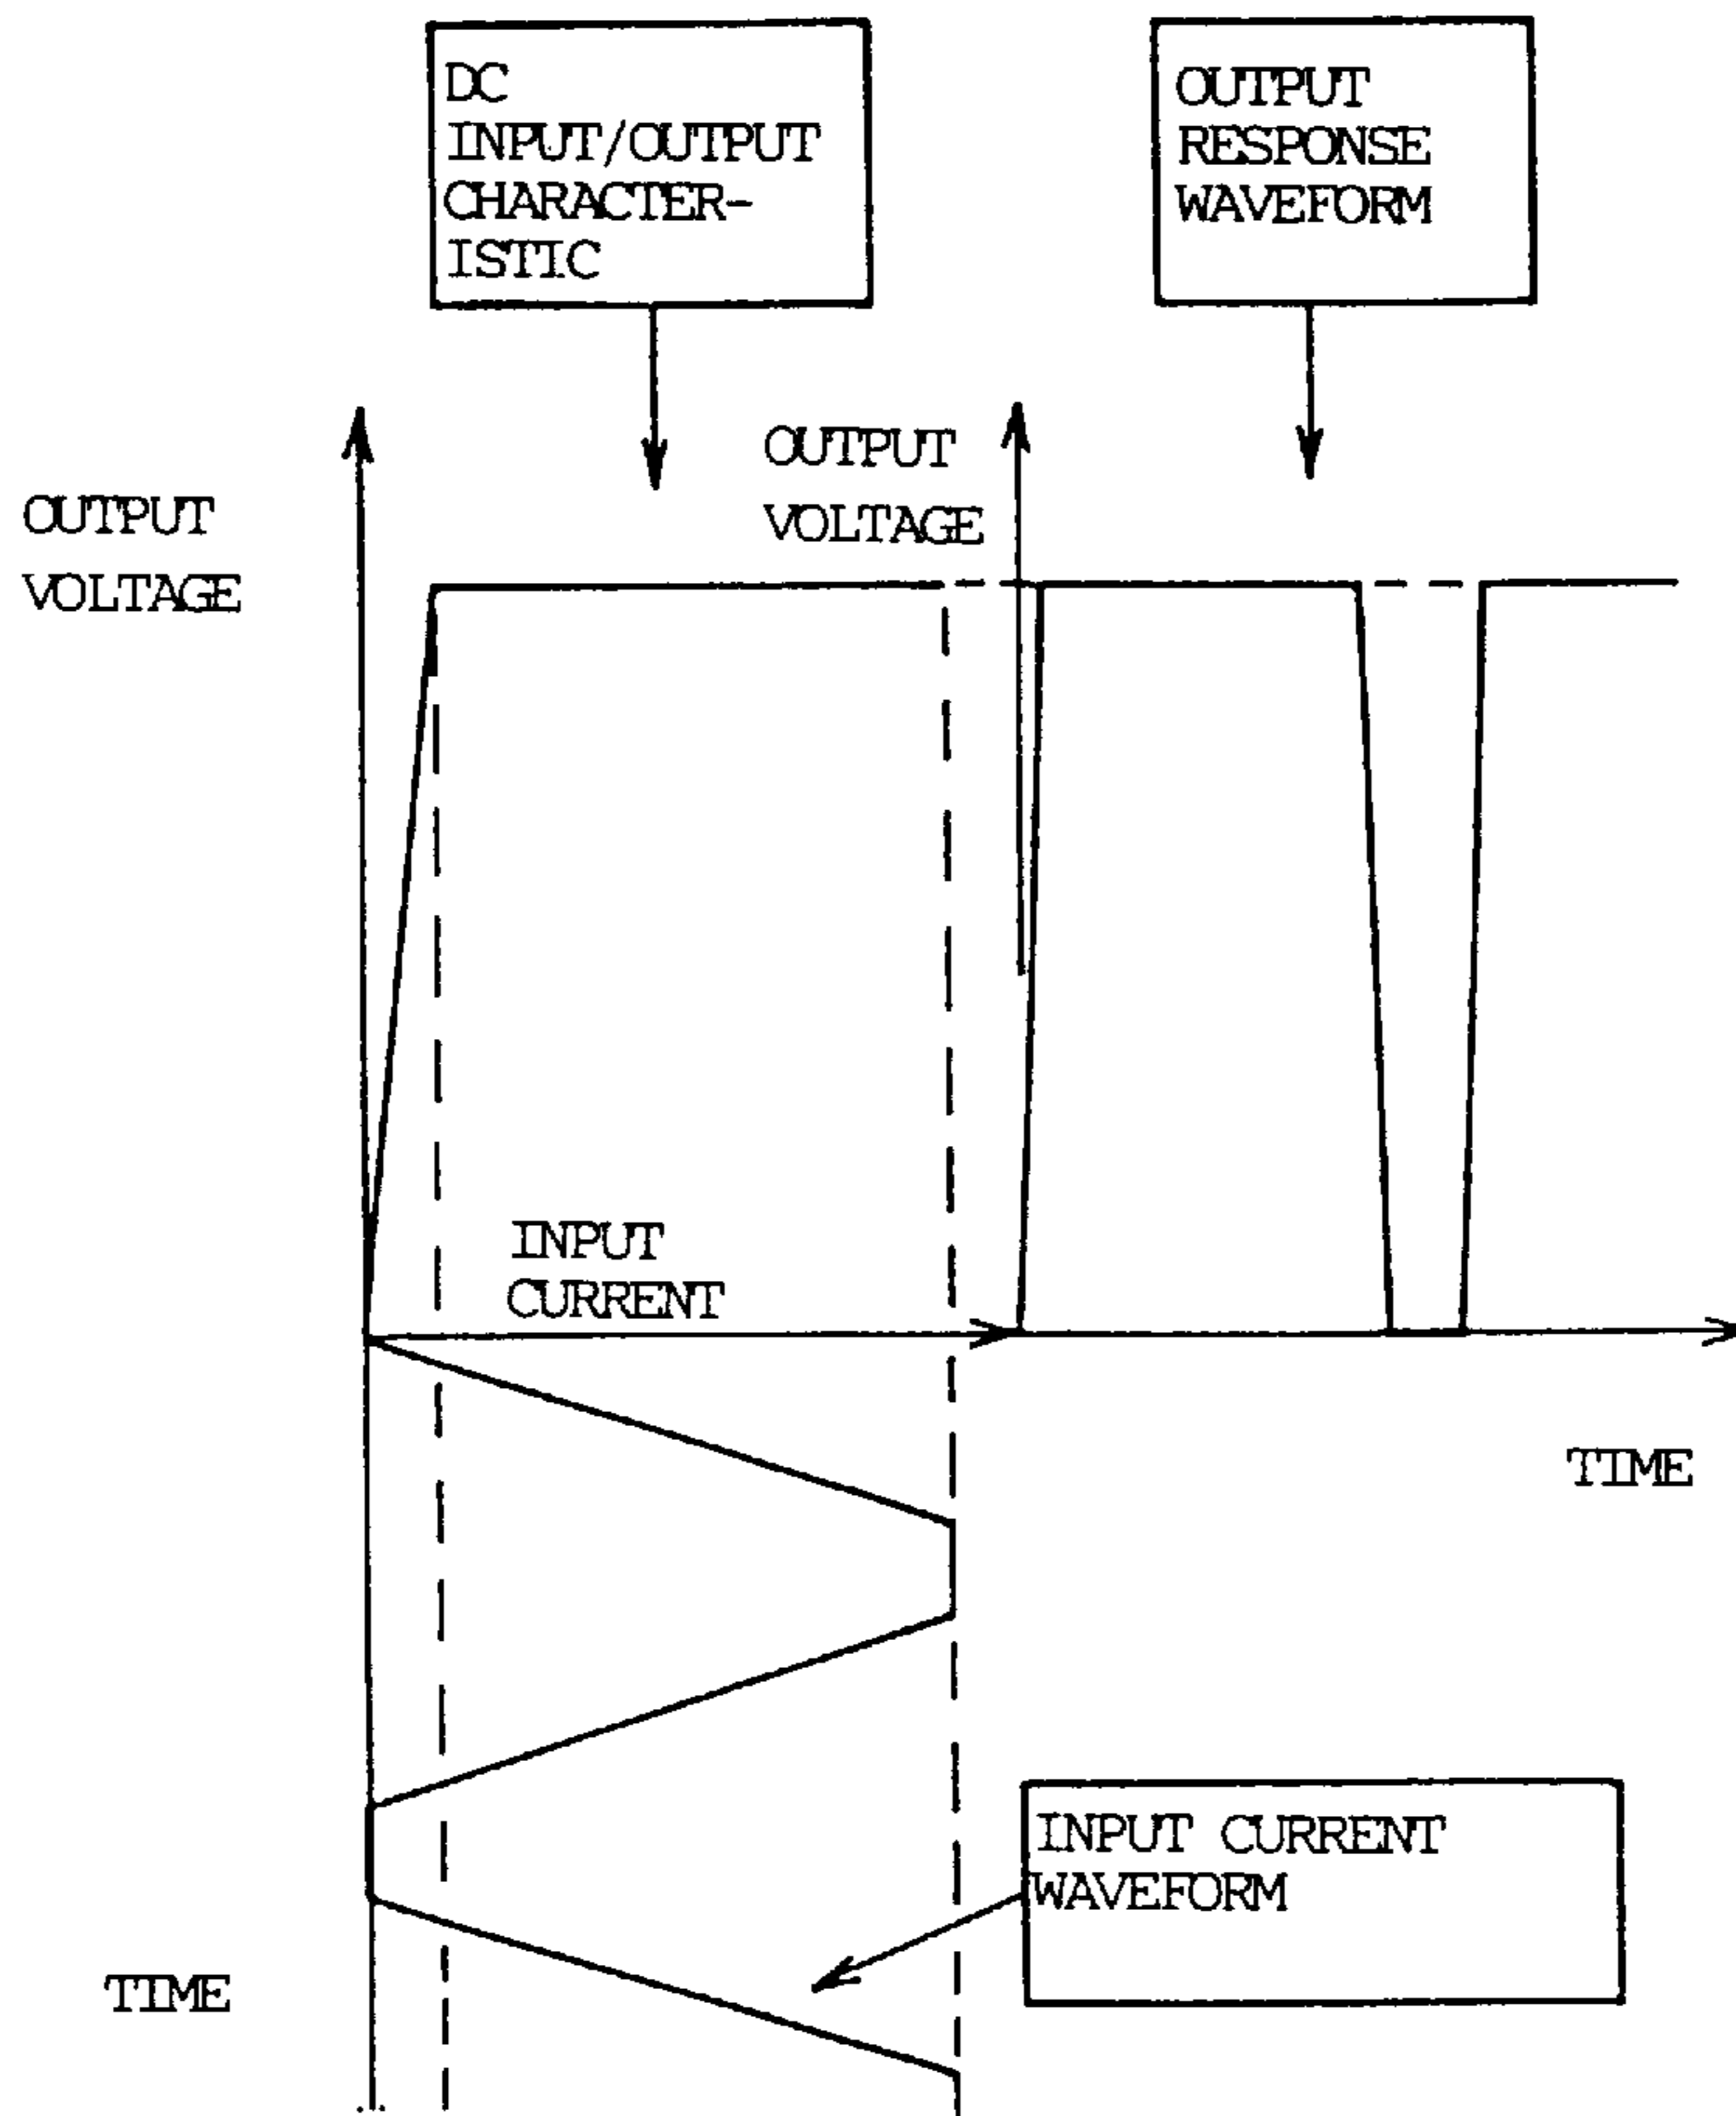 DC
INPUT/OUTPUT
CHARACTER-
ISTIC
OUTPUT
RESPONSE
WAVEFORM
OUTPUT
VOLTAGE
OUTPUT
VOLTAGE
INPUT
CURRENT
TIME
INPUT CURRENT
WAVEFORM
TIME